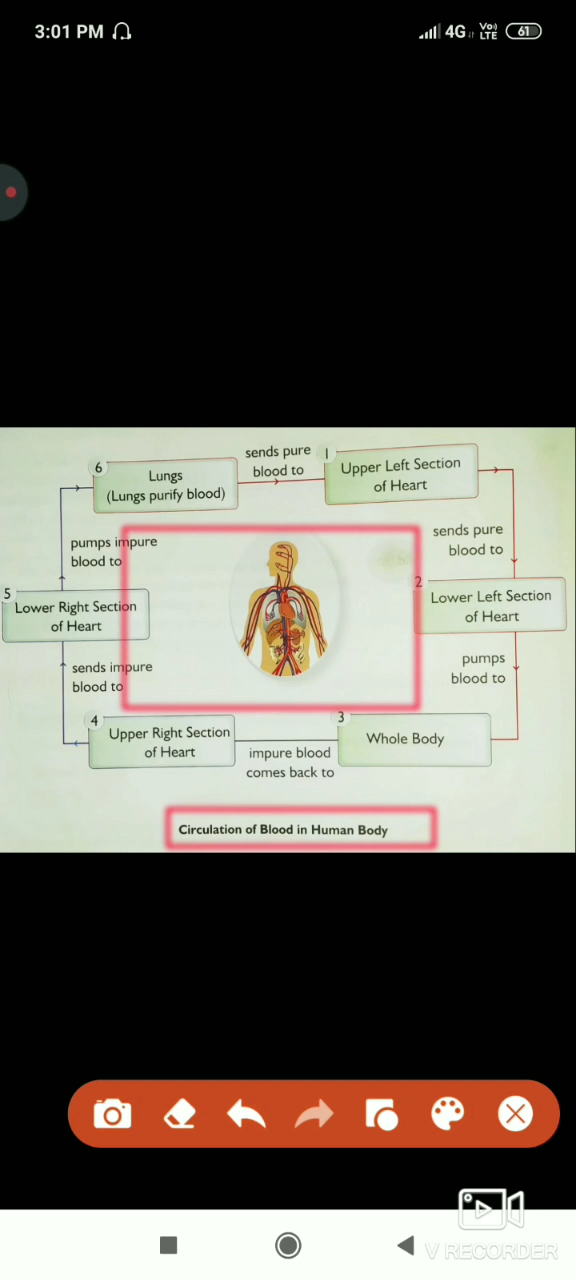 3:01 PM
4G
Vo)
LTE
61
6
Lungs
(Lungs purify blood)
sends pure
blood to
1
Upper Left Section
of Heart
sends pure
blood to
2
Lower Left Section
of Heart
pumps
blood to
3
Whole Body
impure blood
comes back to
4
Upper Right Section
of Heart
sends impure
blood to
5
Lower Right Section
of Heart
pumps impure
blood to
Circulation of Blood in Human Body
V RECORDER